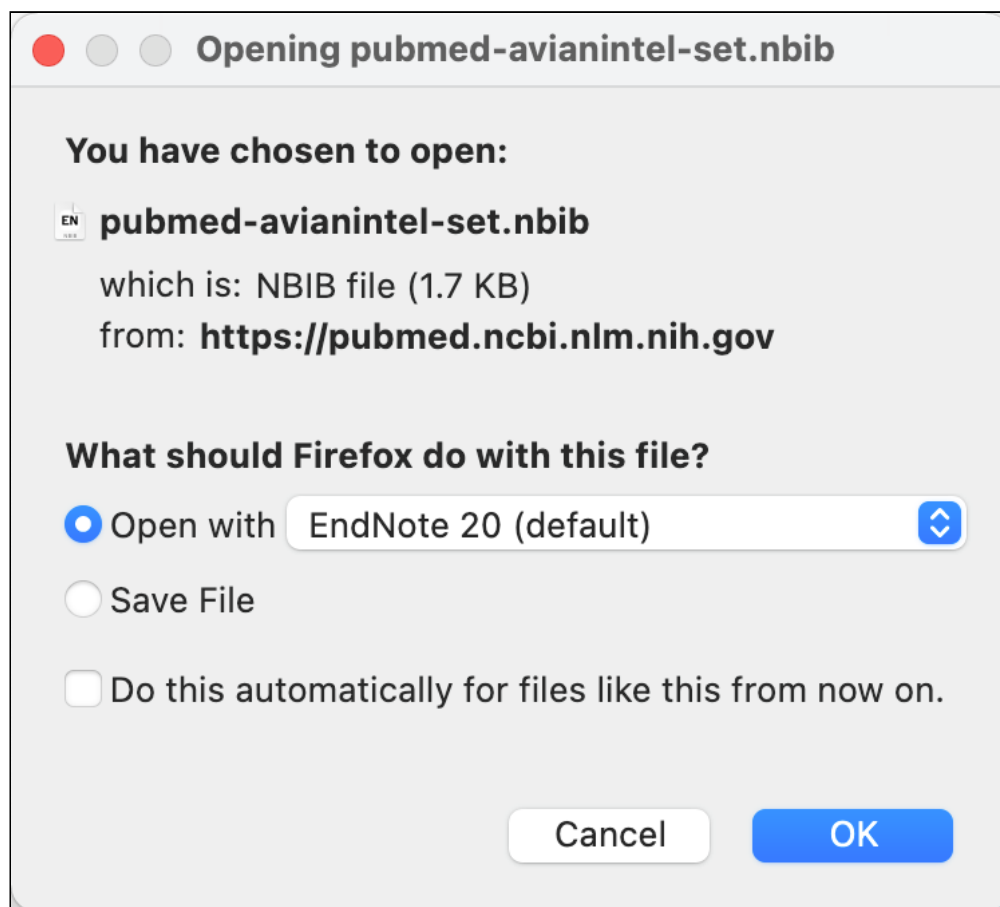 Opening pubmed-avianintel-set.nbib
You have chosen to open:
EN
pubmed-avianintel-set.nbib
which is: NBIB file (1.7 KB)
from: https://pubmed.ncbi.nlm.nih.gov
What should Firefox do with this file?
Open with EndNote 20 (default)
Save File
Do this automatically for files like this from now on.
Cancel OK